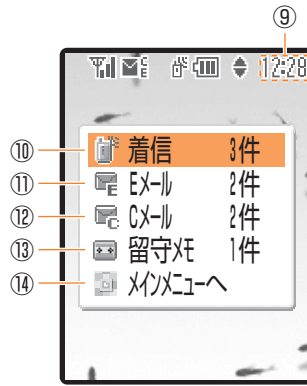 ⑨
12:28
⑩ 着信 3件
⑪ Eメール 2件
⑫ Cメール 2件
⑬ 留守メモ 1件
⑭ メインメニューへ